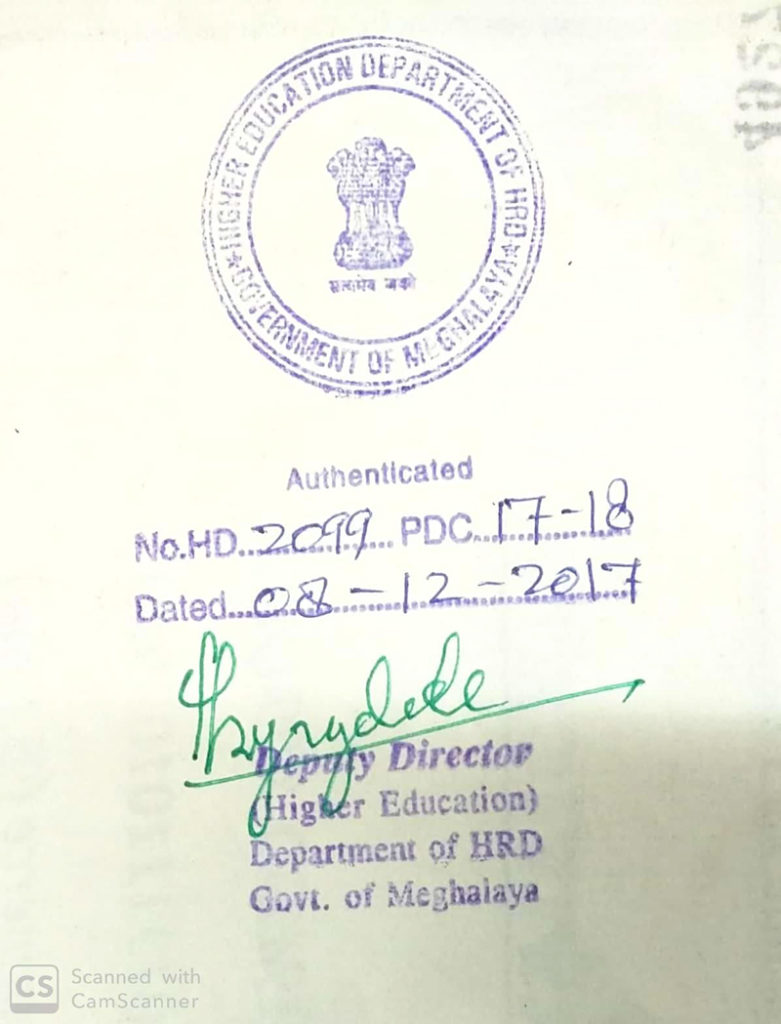 HIGHER EDUCATION DEPARTMENT OF HRD
★ GOVERNMENT OF MEGHALAYA ★
सत्यमेव जयते
Authenticated
No.HD...2099... PDC...17-18
Dated...08-12-2017
Deputy Director
(Higher Education)
Department of HRD
Govt. of Meghalaya
CS Scanned with
CamScanner